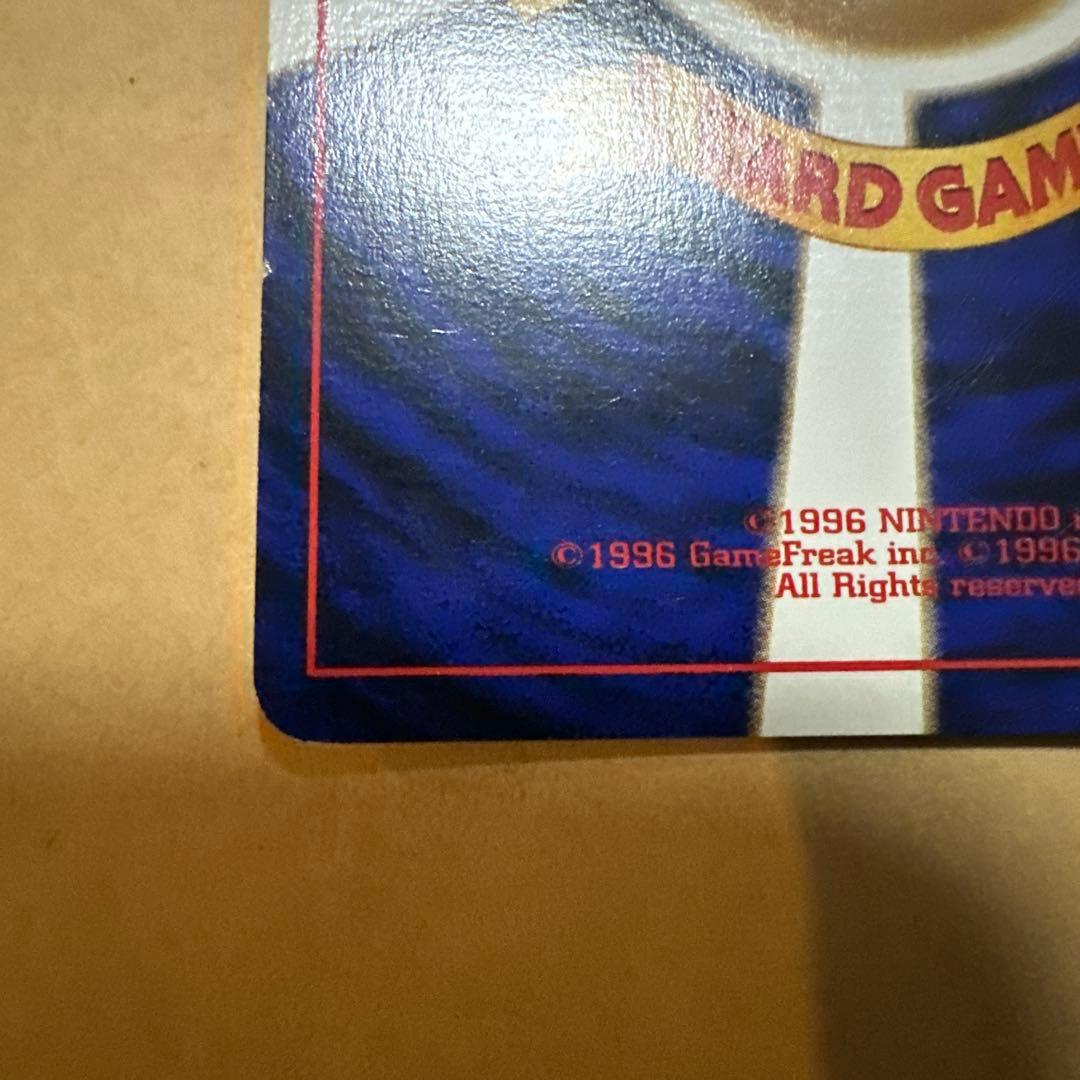 CARD GAM
©1996 NINTENDO
©1996 GameFreak inc. ©1996
All Rights reserve